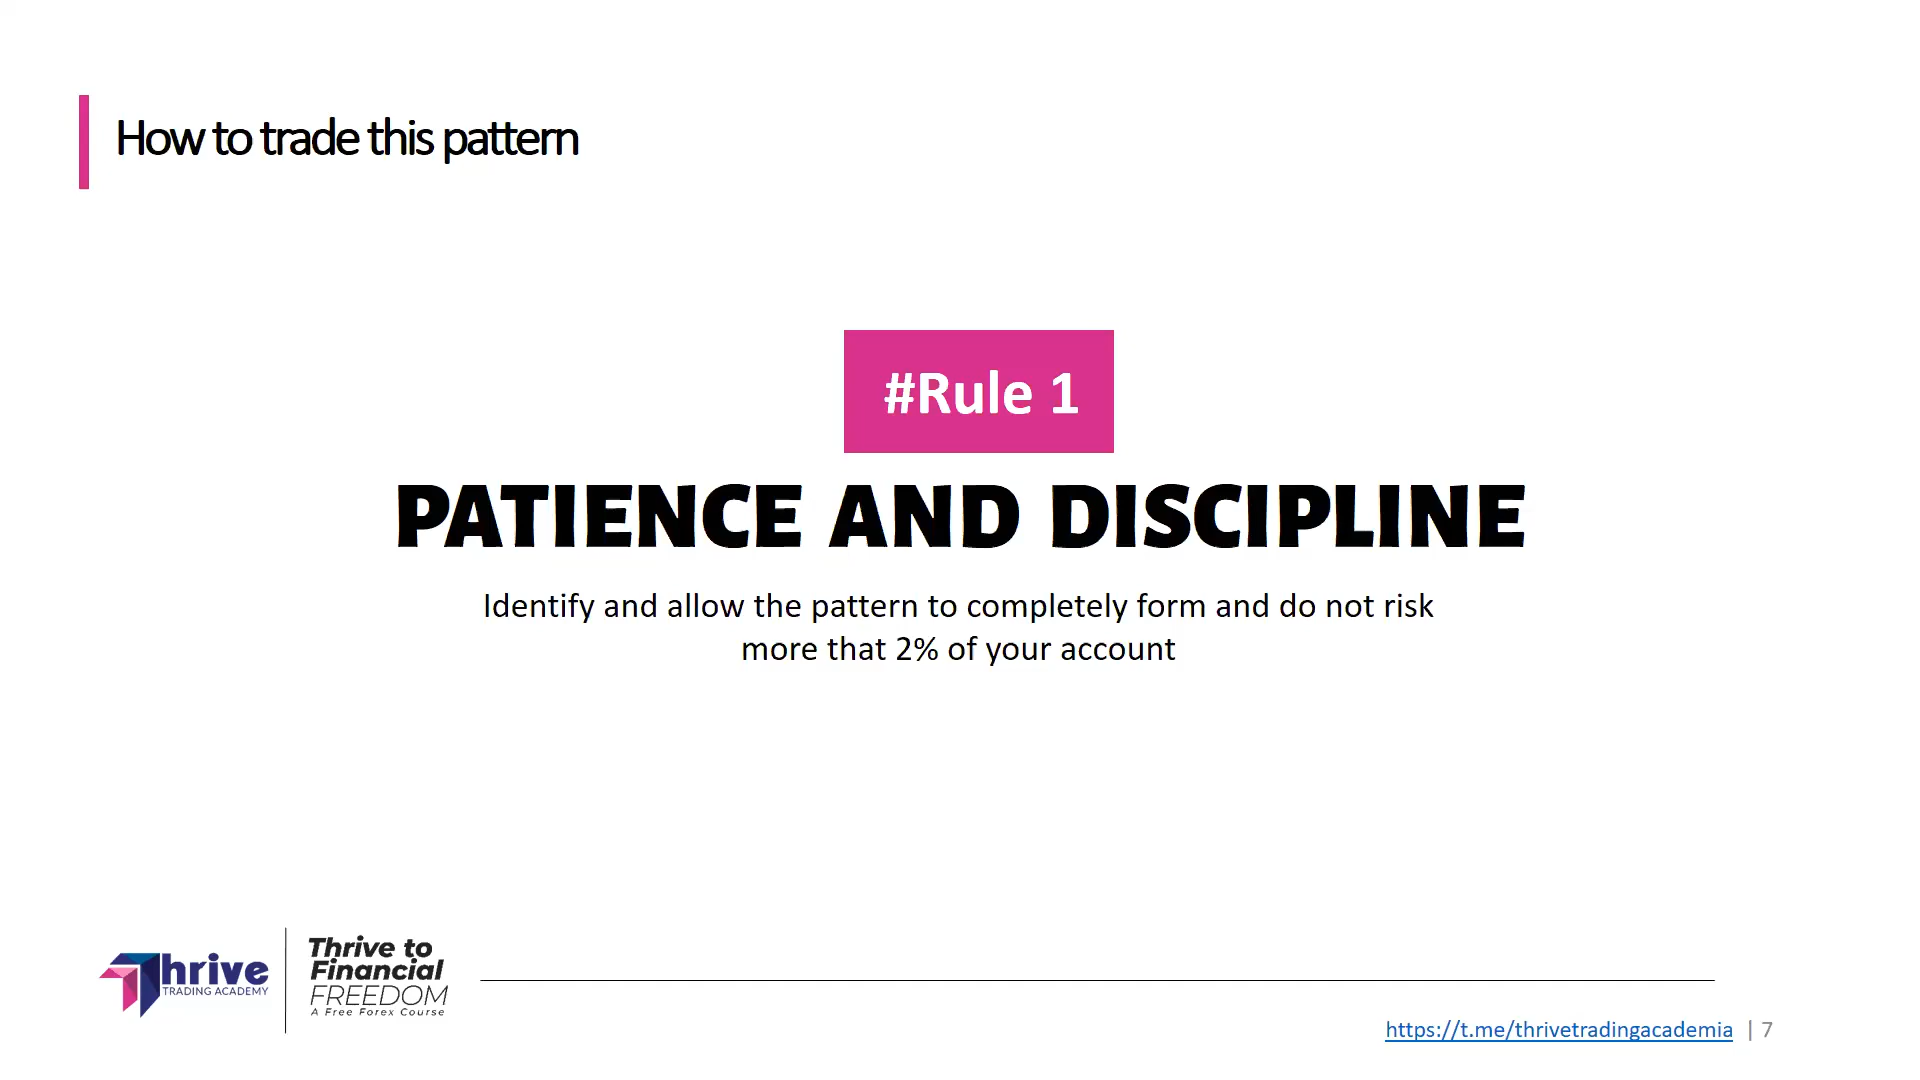 How to trade this pattern
#Rule 1
PATIENCE AND DISCIPLINE
Identify and allow the pattern to completely form and do not risk
more that 2% of your account
Thrive
TRADING ACADEMY
Thrive to
Financial
FREEDOM
A Free Forex Course
https://t.me/thrivetradingacademia | 7